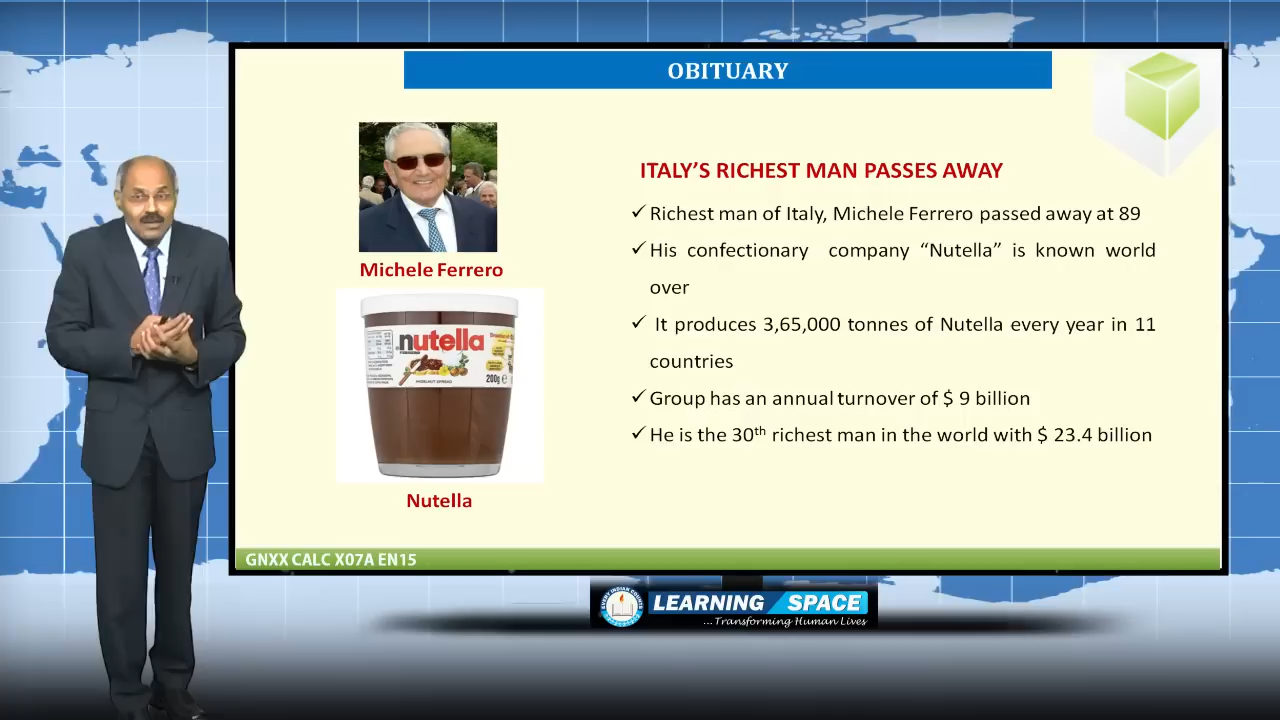 OBITUARY
Michele Ferrero
nutella
FERRERO
HAZELNUT SPREAD
200g e
Nutella
ITALY'S RICHEST MAN PASSES AWAY
✓ Richest man of Italy, Michele Ferrero passed away at 89
✓ His confectionary company “Nutella” is known world
over
✓ It produces 3,65,000 tonnes of Nutella every year in 11
countries
✓ Group has an annual turnover of $ 9 billion
✓ He is the 30th richest man in the world with $ 23.4 billion
GNXX CALC X07A EN15
LEARNING SPACE
...Transforming Human Lives